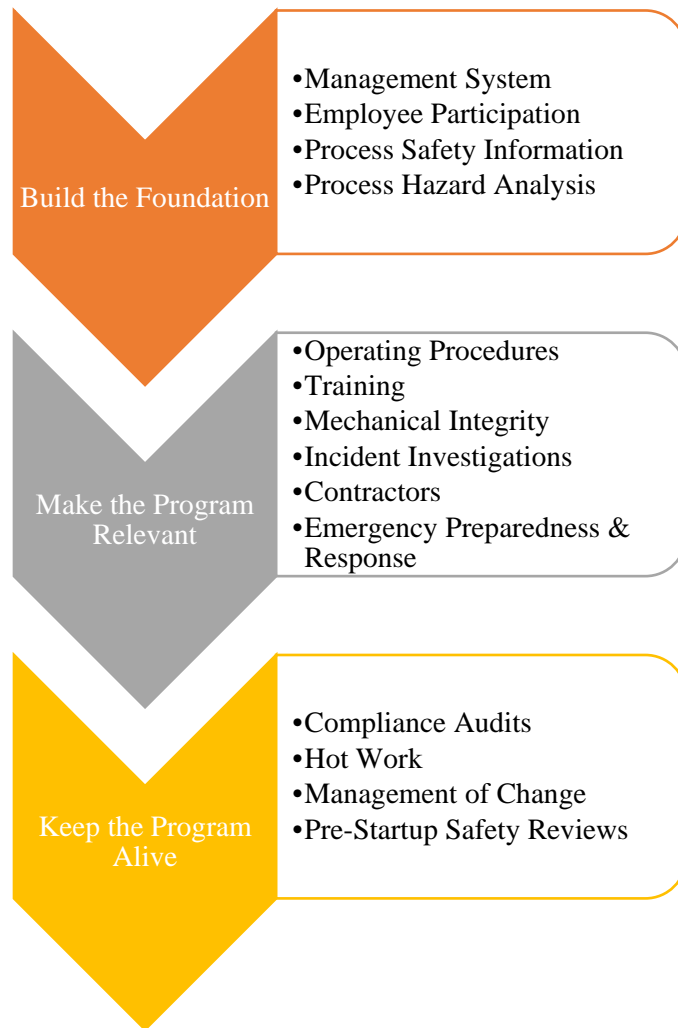 Build the Foundation
•Management System
•Employee Participation
•Process Safety Information
•Process Hazard Analysis
Make the Program
Relevant
•Operating Procedures
•Training
•Mechanical Integrity
•Incident Investigations
•Contractors
•Emergency Preparedness &
Response
Keep the Program
Alive
•Compliance Audits
•Hot Work
•Management of Change
•Pre-Startup Safety Reviews